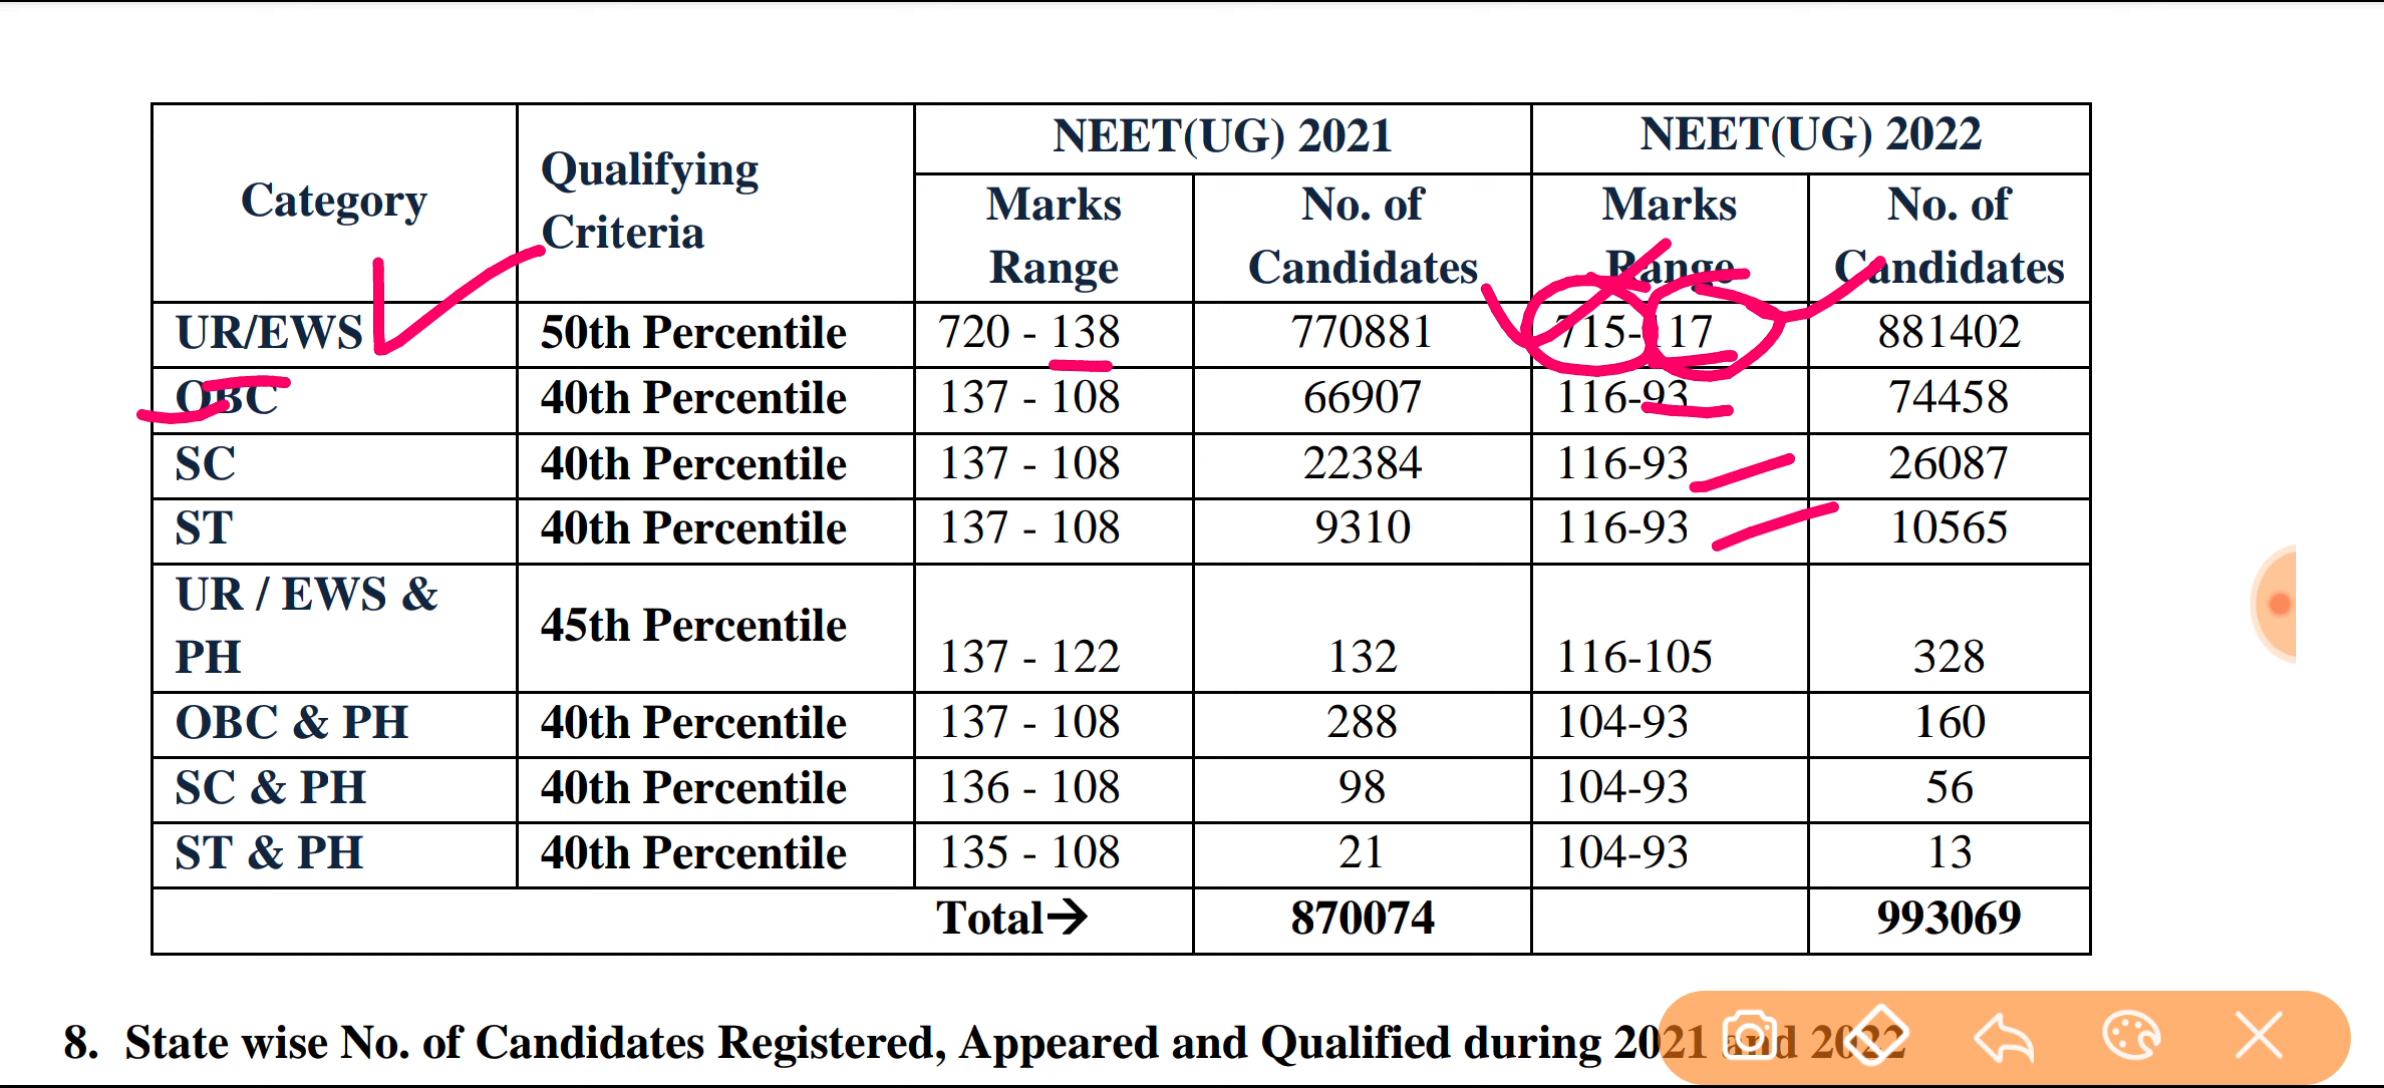 Category Qualifying Criteria NEET(UG) 2021 NEET(UG) 2022
Marks Range No. of Candidates Marks Range No. of Candidates
UR/EWS 50th Percentile 720 - 138 770881 715-117 881402
OBC 40th Percentile 137 - 108 66907 116-93 74458
SC 40th Percentile 137 - 108 22384 116-93 26087
ST 40th Percentile 137 - 108 9310 116-93 10565
UR / EWS & PH 45th Percentile 137 - 122 132 116-105 328
OBC & PH 40th Percentile 137 - 108 288 104-93 160
SC & PH 40th Percentile 136 - 108 98 104-93 56
ST & PH 40th Percentile 135 - 108 21 104-93 13
Total→ 870074 993069
8. State wise No. of Candidates Registered, Appeared and Qualified during 2021 and 2022